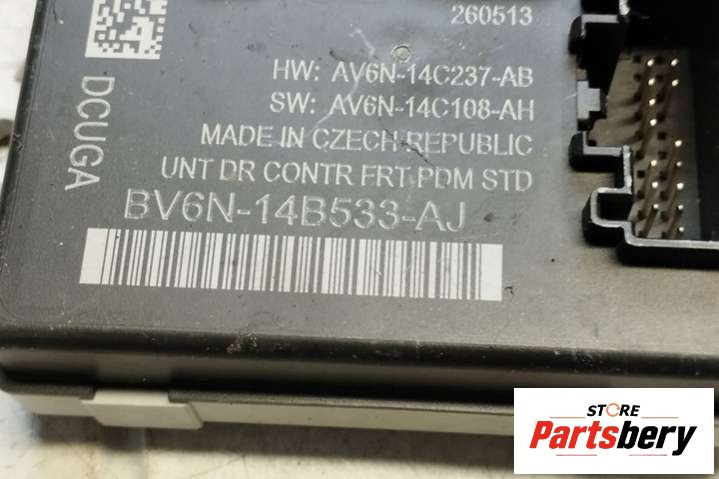 260513
HW: AV6N-14C237-AB
SW: AV6N-14C108-AH
MADE IN CZECH REPUBLIC
UNT DR CONTR FRT PDM STD
BV6N-14B533-AJ
DCUGA
STORE
Partsbery